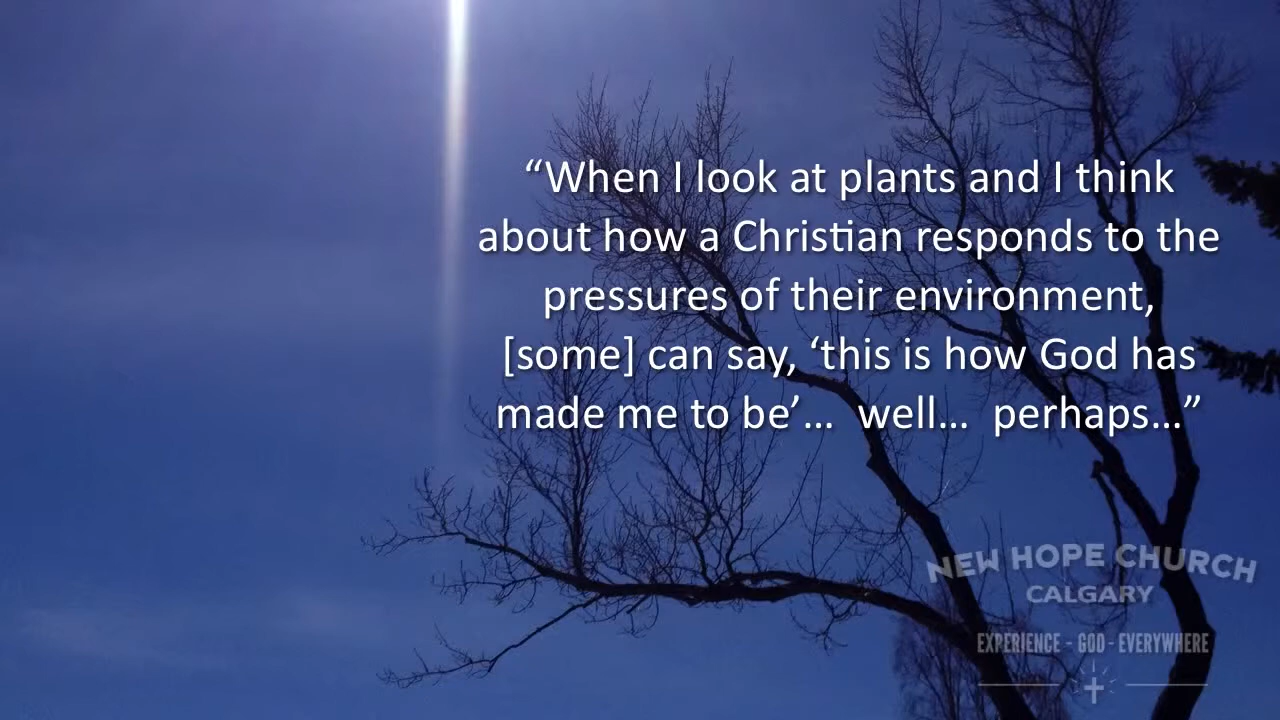 “When I look at plants and I think
about how a Christian responds to the
pressures of their environment,
[some] can say, ‘this is how God has
made me to be’… well… perhaps…”
NEW HOPE CHURCH
CALGARY
EXPERIENCE - GOD - EVERYWHERE